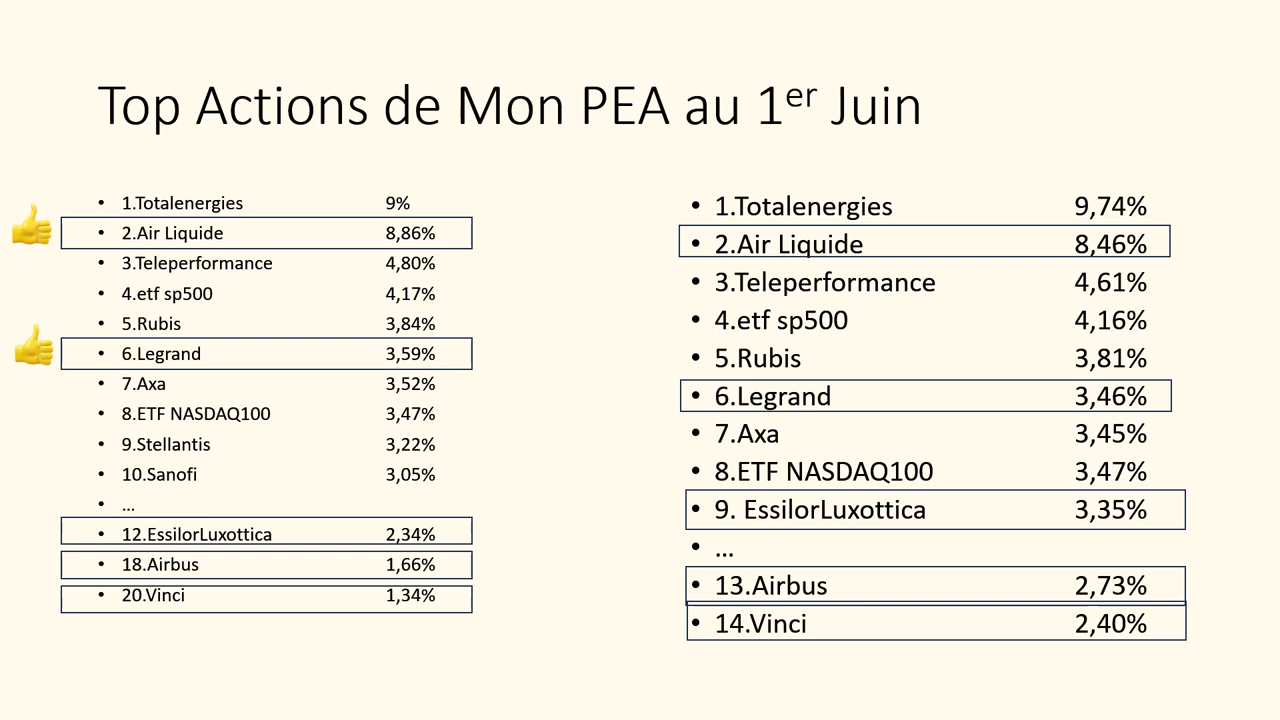 Top Actions de Mon PEA au 1er Juin
• 1.Totalenergies 9%
• 2.Air Liquide 8,86%
• 3.Teleperformance 4,80%
• 4.etf sp500 4,17%
• 5.Rubis 3,84%
• 6.Legrand 3,59%
• 7.Axa 3,52%
• 8.ETF NASDAQ100 3,47%
• 9.Stellantis 3,22%
• 10.Sanofi 3,05%
• ...
• 12.EssilorLuxottica 2,34%
• 18.Airbus 1,66%
• 20.Vinci 1,34%
• 1.Totalenergies 9,74%
• 2.Air Liquide 8,46%
• 3.Teleperformance 4,61%
• 4.etf sp500 4,16%
• 5.Rubis 3,81%
• 6.Legrand 3,46%
• 7.Axa 3,45%
• 8.ETF NASDAQ100 3,47%
• 9. EssilorLuxottica 3,35%
• ...
• 13.Airbus 2,73%
• 14.Vinci 2,40%